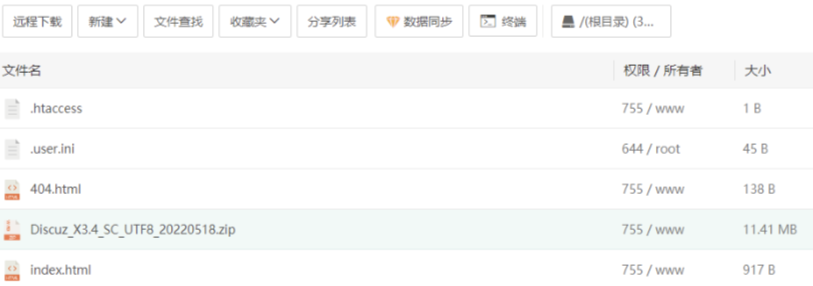 远程下载 新建 文件查找 收藏夹 分享列表 数据同步 终端 /(根目录) (3...
文件名 权限 / 所有者 大小
.htaccess 755 / www 1 B
.user.ini 644 / root 45 B
404.html 755 / www 138 B
Discuz_X3.4_SC_UTF8_20220518.zip 755 / www 11.41 MB
index.html 755 / www 917 B